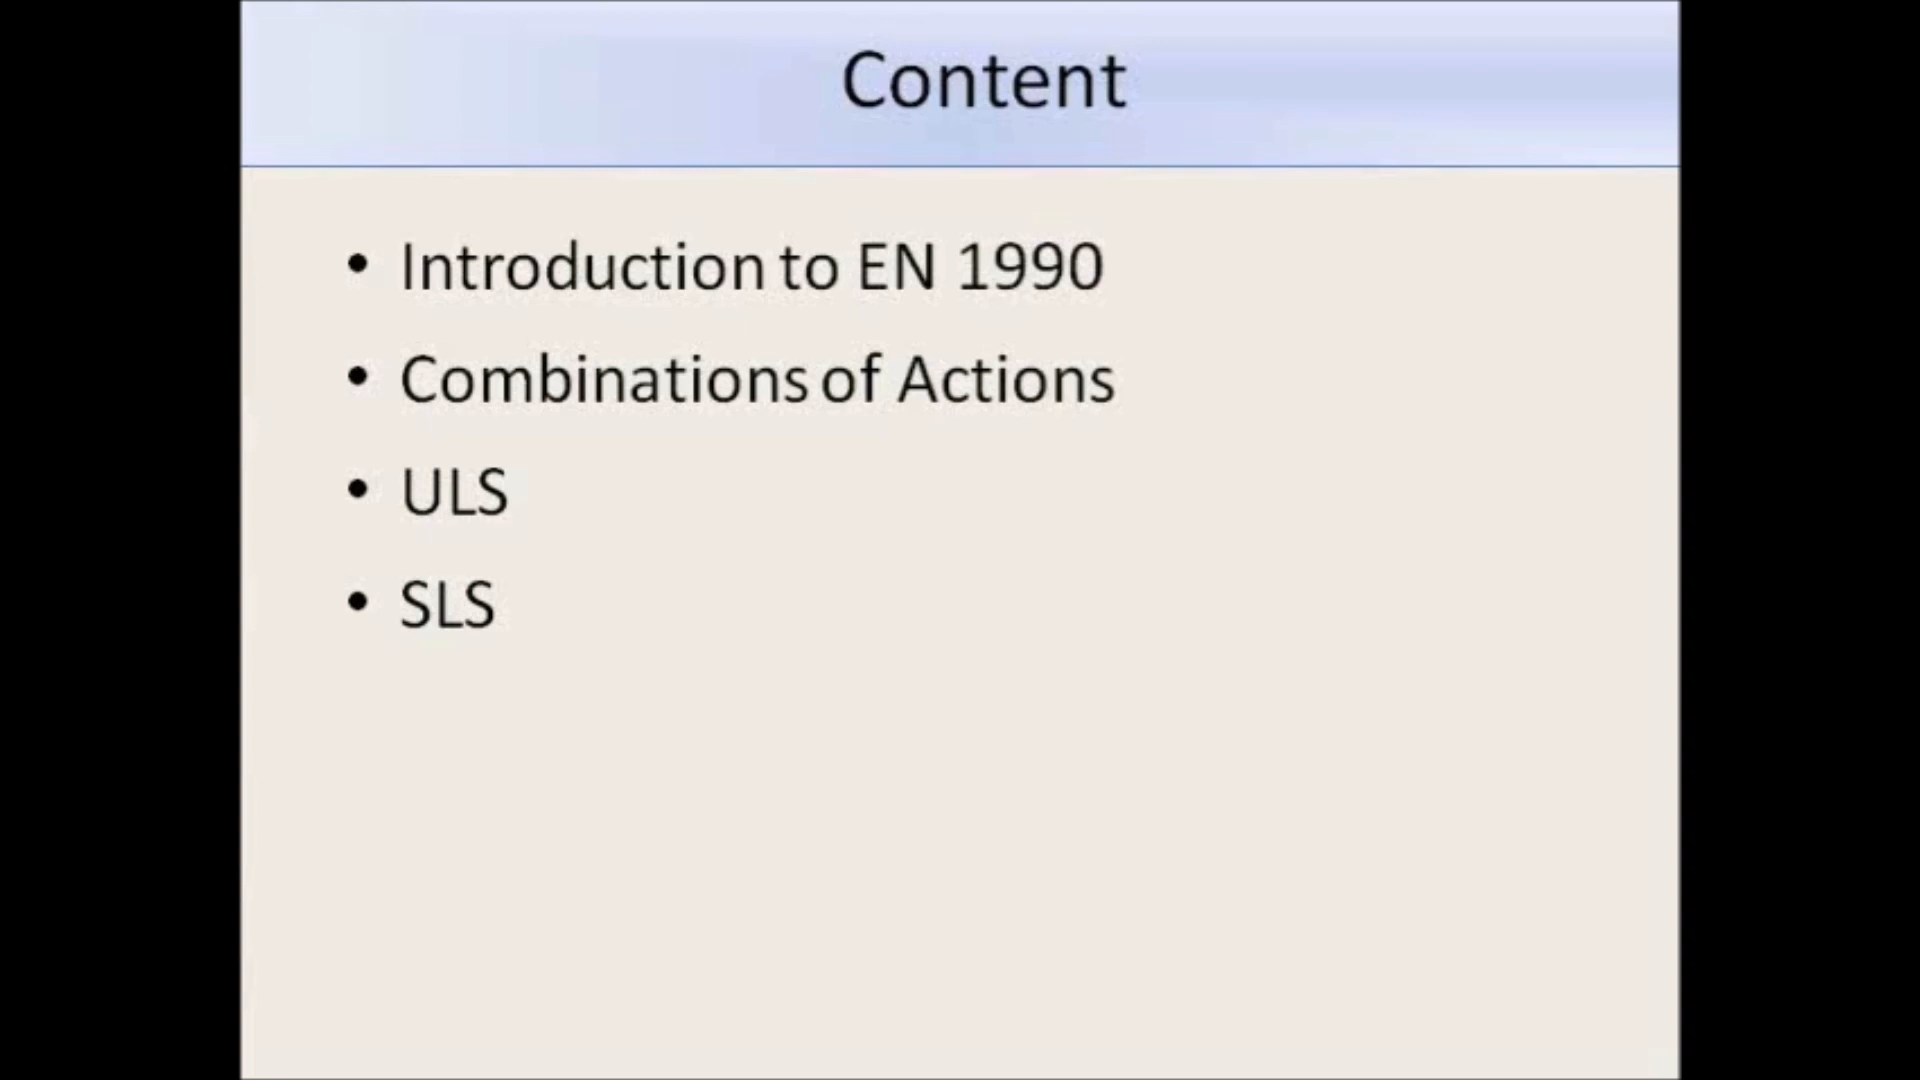 Content
• Introduction to EN 1990
• Combinations of Actions
• ULS
• SLS